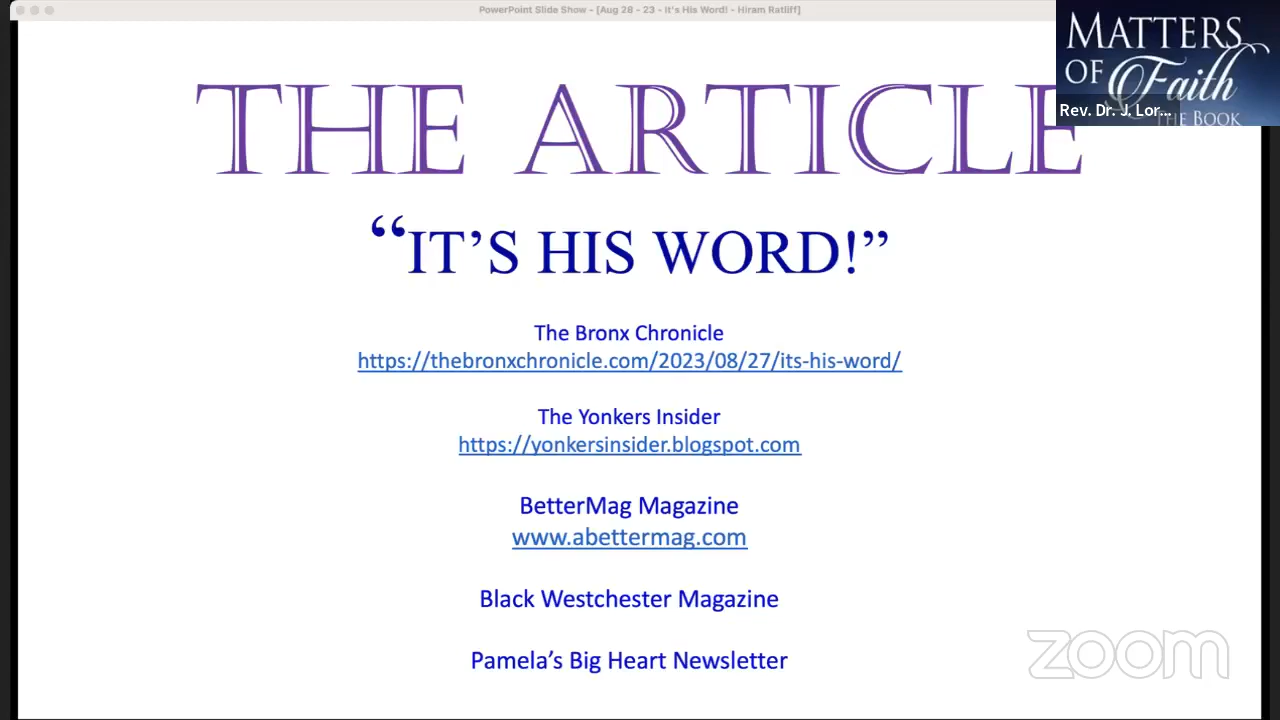 PowerPoint Slide Show - [Aug 28 - 23 - It's His Word! - Hiram Ratliff]
MATTERS
OF Faith
THE BOOK
Rev. Dr. J. Lor...
THE ARTICLE
“IT’S HIS WORD!”
The Bronx Chronicle
https://thebronxchronicle.com/2023/08/27/its-his-word/
The Yonkers Insider
https://yonkersinsider.blogspot.com
BetterMag Magazine
www.abettermag.com
Black Westchester Magazine
Pamela’s Big Heart Newsletter
zoom